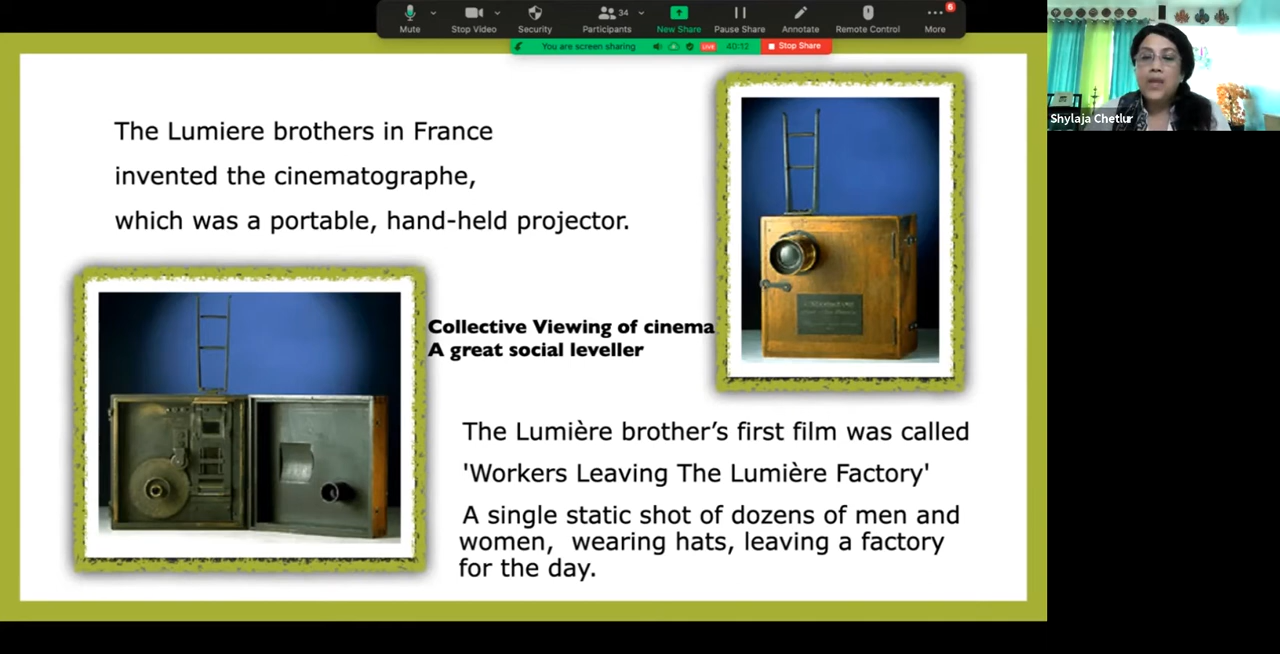 34
6
Mute
Stop Video
Security
Participants
New Share
Pause Share
Annotate
Remote Control
More
You are screen sharing
LIVE
40:12
Stop Share
Shylaja Chetlur
The Lumiere brothers in France
invented the cinematographe,
which was a portable, hand-held projector.
Collective Viewing of cinema
A great social leveller
The Lumière brother’s first film was called
'Workers Leaving The Lumière Factory'
A single static shot of dozens of men and
women,  wearing hats, leaving a factory
for the day.